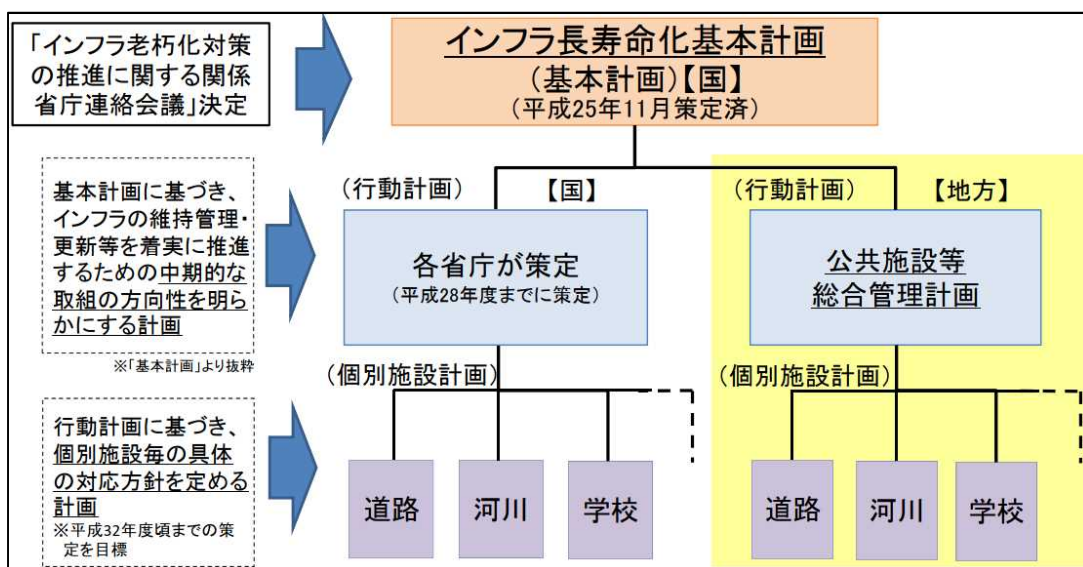 「インフラ老朽化対策
の推進に関する関係
省庁連絡会議」決定
インフラ長寿命化基本計画
(基本計画)【国】
(平成25年11月策定済)
基本計画に基づき、
インフラの維持管理・
更新等を着実に推進
するための中期的な
取組の方向性を明ら
かにする計画
※「基本計画」より抜粋
(行動計画)
【国】
各省庁が策定
(平成28年度までに策定)
(行動計画)
【地方】
公共施設等
総合管理計画
行動計画に基づき、
個別施設毎の具体
の対応方針を定める
計画
※平成32年度頃までの策
定を目標
(個別施設計画)
道路
河川
学校
(個別施設計画)
道路
河川
学校